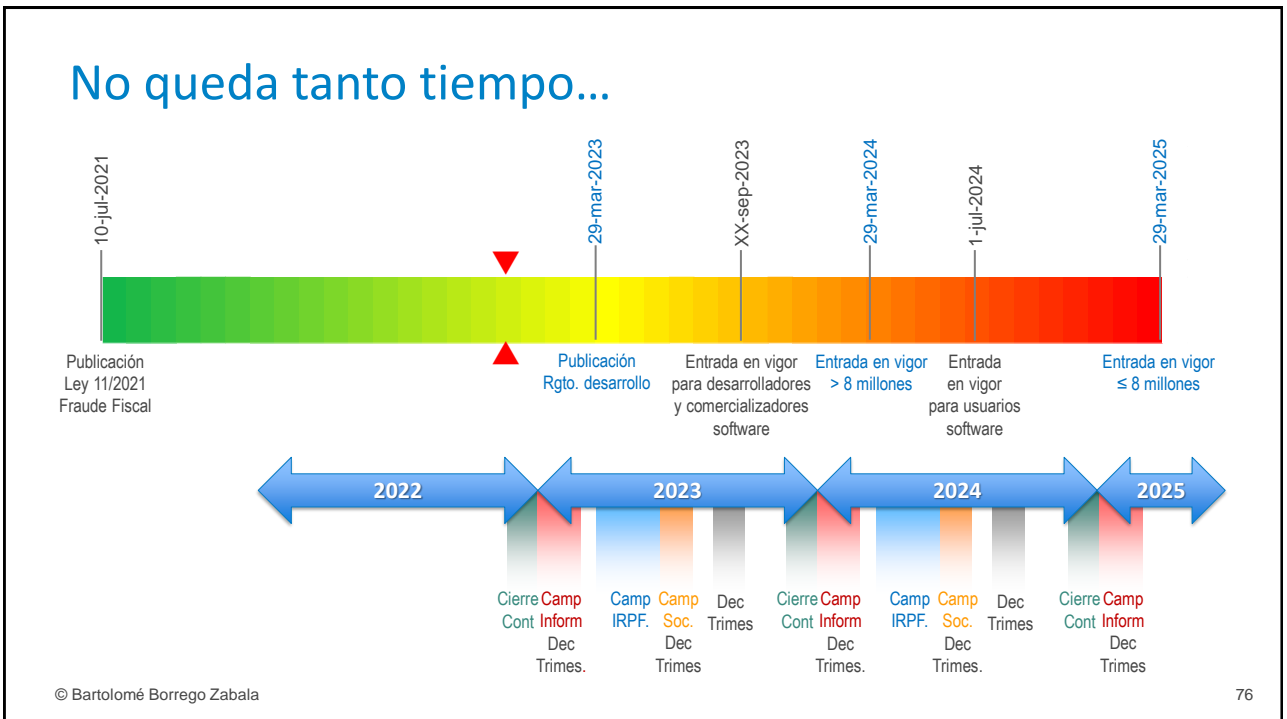 No queda tanto tiempo…
10-jul-2021
29-mar-2023
XX-sep-2023
29-mar-2024
1-jul-2024
29-mar-2025
Publicación
Ley 11/2021
Fraude Fiscal
Publicación
Rgto. desarrollo
Entrada en vigor
para desarrolladores
y comercializadores
software
Entrada en vigor
> 8 millones
Entrada
en vigor
para usuarios
software
Entrada en vigor
≤ 8 millones
2022
2023
2024
2025
Cierre
Cont
Camp
Inform
Dec
Trimes.
Camp
IRPF.
Camp
Soc.
Dec
Trimes
Dec
Trimes
Cierre
Cont
Camp
Inform
Dec
Trimes.
Camp
IRPF.
Camp
Soc.
Dec
Trimes.
Dec
Trimes
Cierre
Cont
Camp
Inform
Dec
Trimes
© Bartolomé Borrego Zabala
76